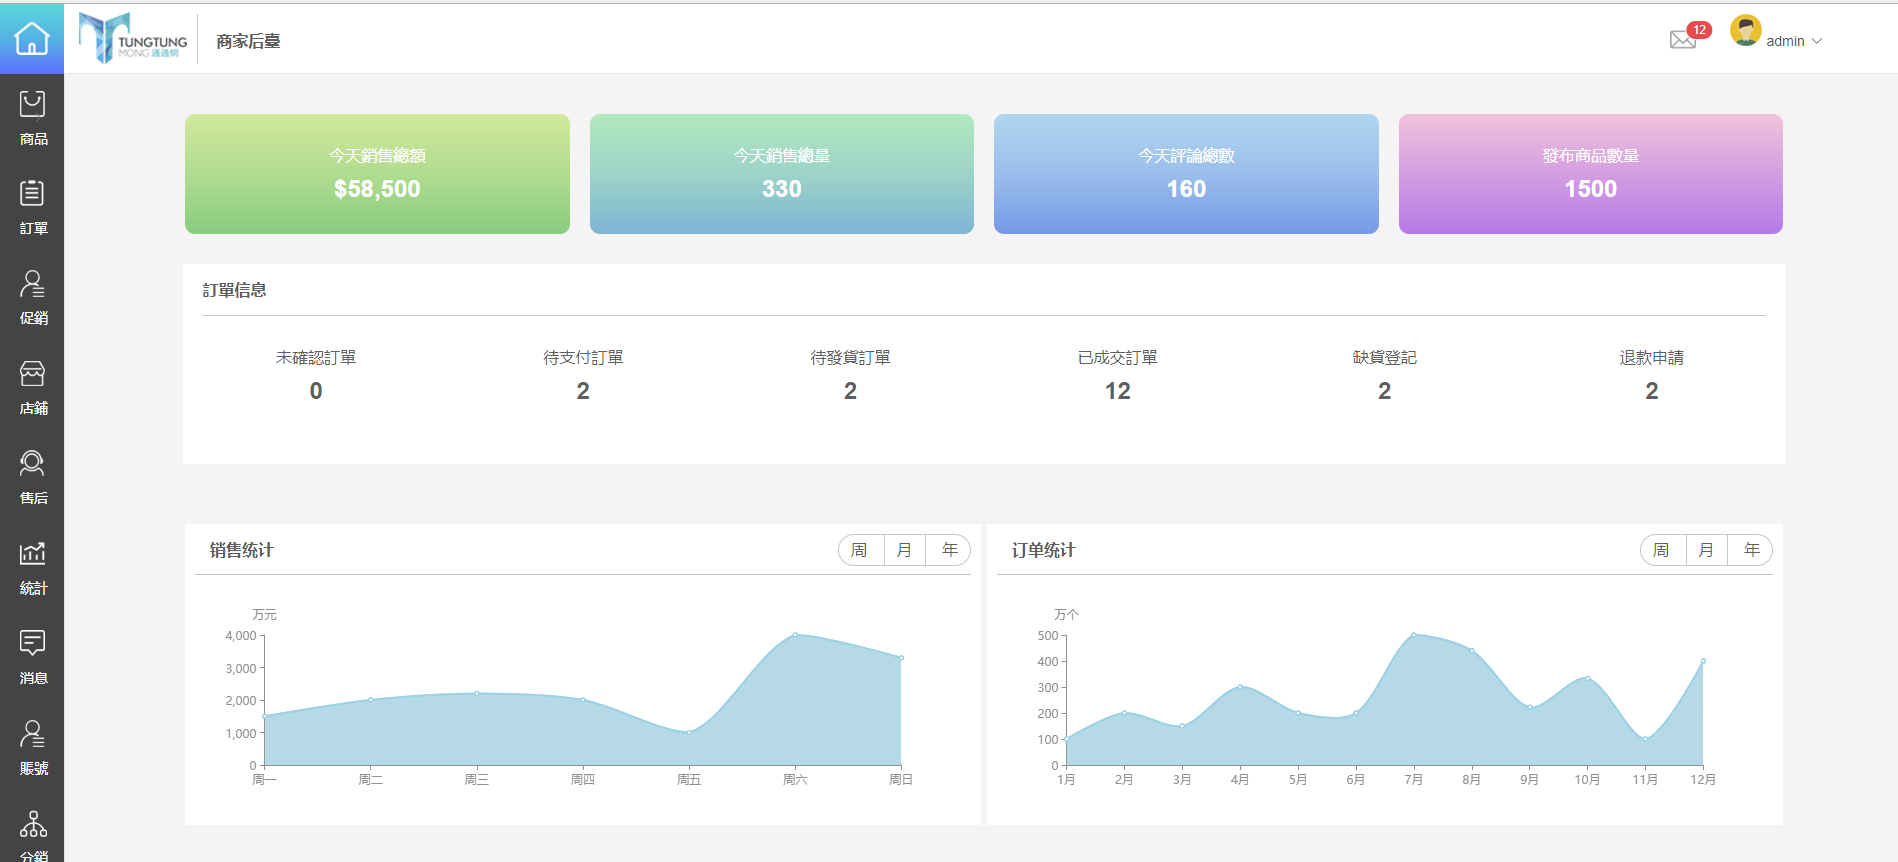 TUNGTUNG
MONG 通通網
商家后臺
12
admin
商品
訂單
促銷
店鋪
售后
統計
消息
賬號
分銷
今天銷售總額
$58,500
今天銷售總量
330
今天評論總數
160
發布商品數量
1500
訂單信息
未確認訂單
0
待支付訂單
2
待發貨訂單
2
已成交訂單
12
缺貨登記
2
退款申請
2
销售统计
周 月 年
万元
4,000
3,000
2,000
1,000
0
周一 周二 周三 周四 周五 周六 周日
订单统计
周 月 年
万个
500
400
300
200
100
0
1月 2月 3月 4月 5月 6月 7月 8月 9月 10月 11月 12月